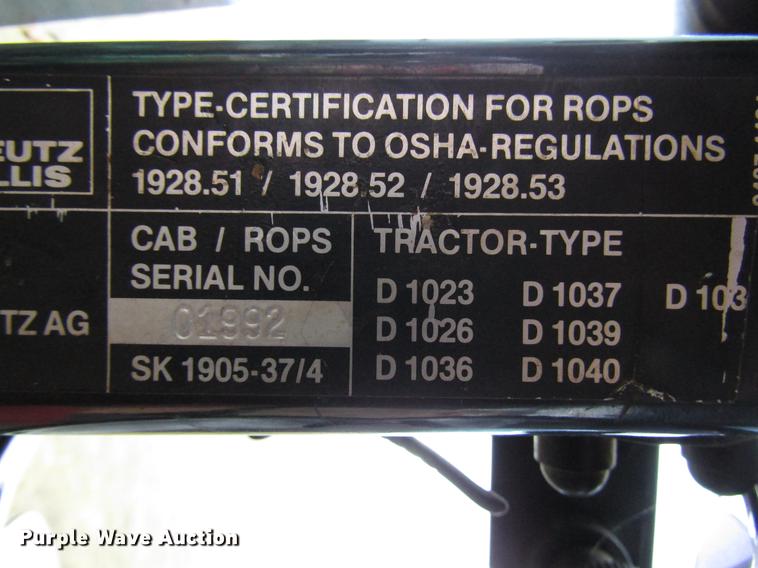 EUTZ
LLIS
TYPE-CERTIFICATION FOR ROPS
CONFORMS TO OSHA-REGULATIONS
1928.51 / 1928.52 / 1928.53
TZ AG
CAB / ROPS
SERIAL NO.
01992
SK 1905-37/4
TRACTOR-TYPE
D 1023 D 1037 D 103
D 1026 D 1039
D 1036 D 1040
Purple Wave Auction